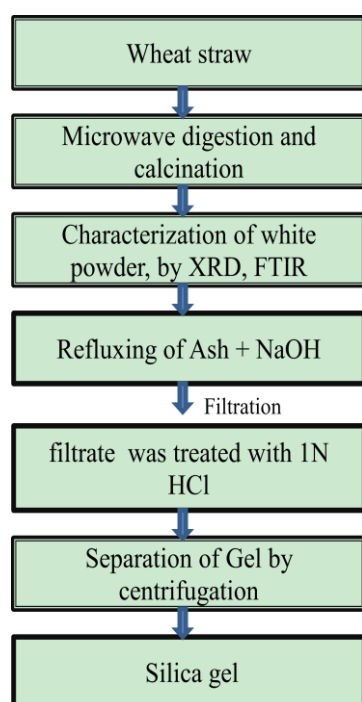 Wheat straw
Microwave digestion and
calcination
Characterization of white
powder, by XRD, FTIR
Refluxing of Ash + NaOH
Filtration
filtrate was treated with 1N
HCl
Separation of Gel by
centrifugation
Silica gel